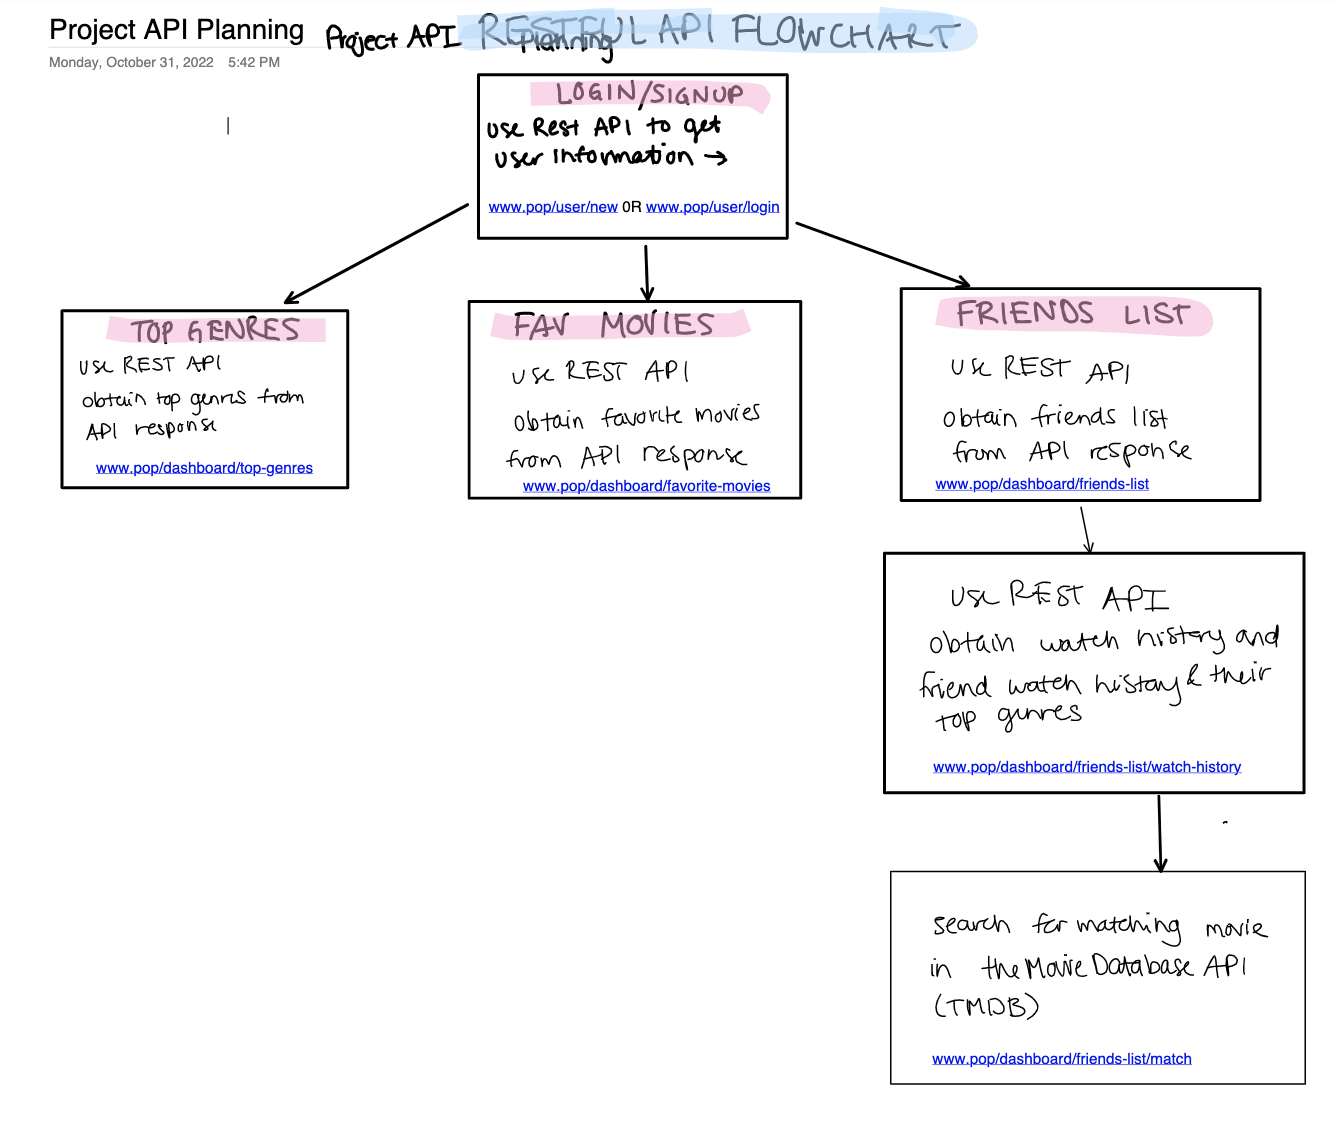 Project API Planning
Monday, October 31, 2022 5:42 PM
Project API Planning
RESTFUL API FLOWCHART
LOGIN/SIGNUP
use Rest API to get
user information →
www.pop/user/new OR www.pop/user/login
TOP GENRES
use REST API
obtain top genres from
API response
www.pop/dashboard/top-genres
FAV MOVIES
use REST API
obtain favorite movies
from API response
www.pop/dashboard/favorite-movies
FRIENDS LIST
use REST API
obtain friends list
from API response
www.pop/dashboard/friends-list
use REST API
obtain watch history and
friend watch history & their
top genres
www.pop/dashboard/friends-list/watch-history
search for matching movie
in the Movie Database API
(TMDB)
www.pop/dashboard/friends-list/match